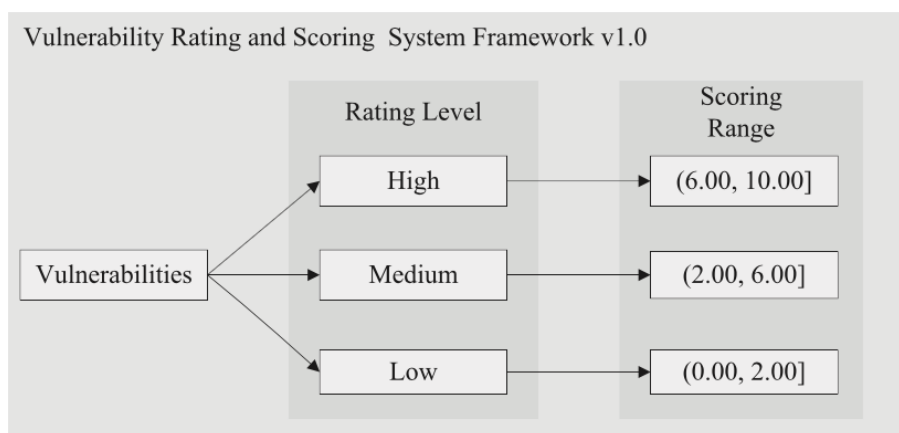 Vulnerability Rating and Scoring System Framework v1.0
Rating Level
Scoring
Range
High
(6.00, 10.00]
Vulnerabilities
Medium
(2.00, 6.00]
Low
(0.00, 2.00]